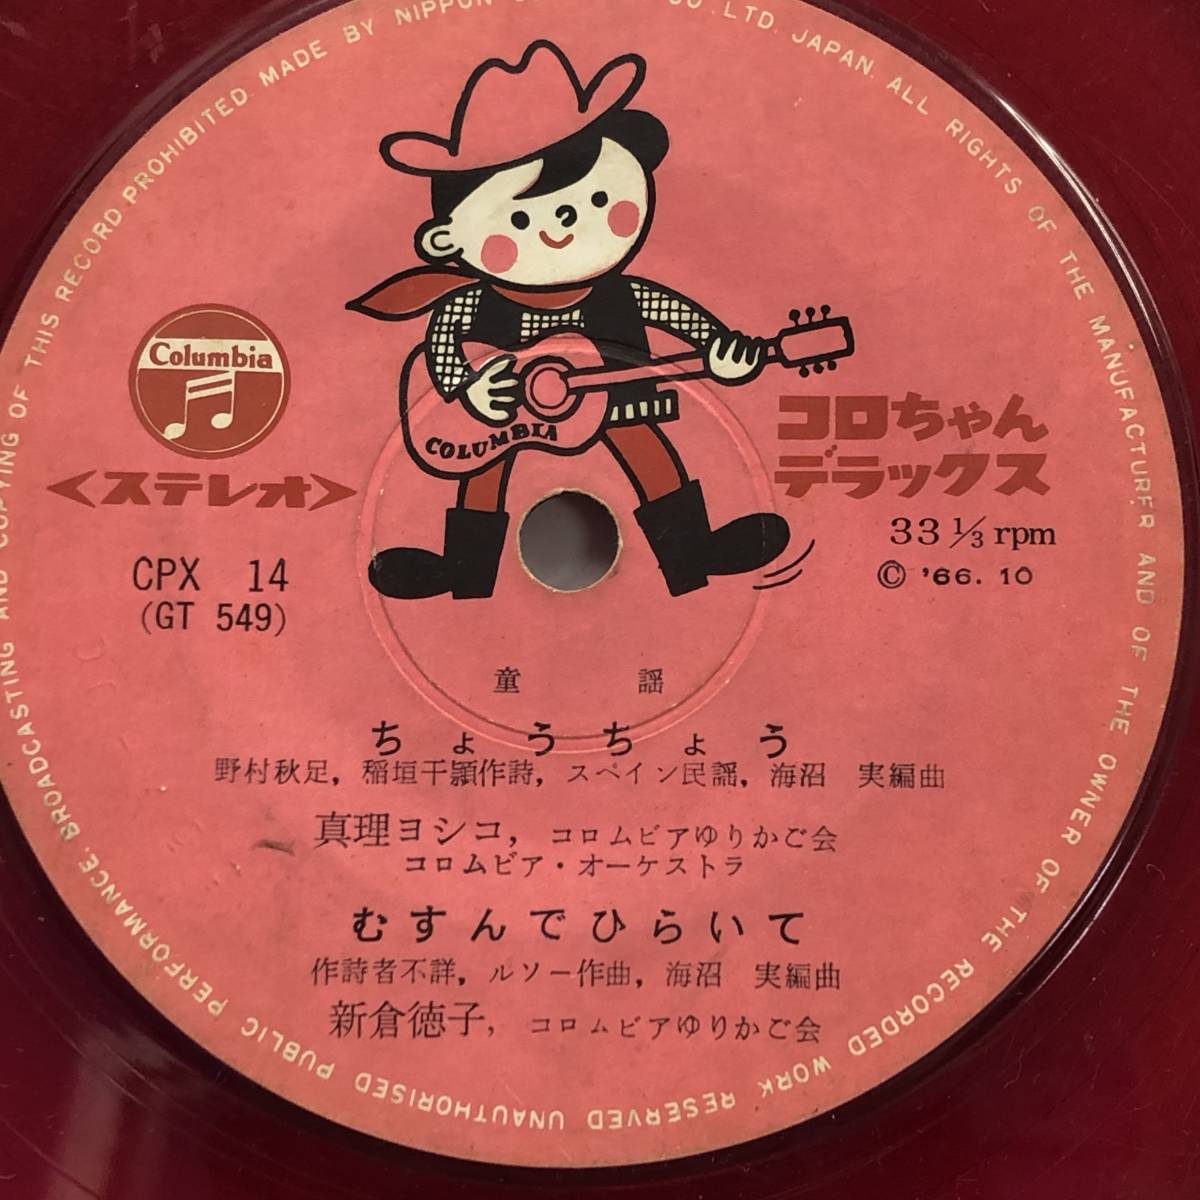 MADE BY NIPPON CO., LTD. JAPAN. ALL RIGHTS OF THE MANUFACTURER AND OF THE OWNER OF THE RECORDED WORK RESERVED UNAUTHORISED PUBLIC PERFORMANCE, BROADCASTING AND COPYING OF THIS RECORD PROHIBITED
Columbia
COLUMBIA
コロちゃん
デラックス
<ステレオ>
33 ⅓ rpm
© '66. 10
CPX 14
(GT 549)
童謡
ちょうちょう
野村秋足, 稲垣千頴作詩, スペイン民謡, 海沼 実編曲
真理ヨシコ, コロムビアゆりかご会
コロムビア・オーケストラ
むすんでひらいて
作詩者不詳, ルソー作曲, 海沼 実編曲
新倉徳子, コロムビアゆりかご会